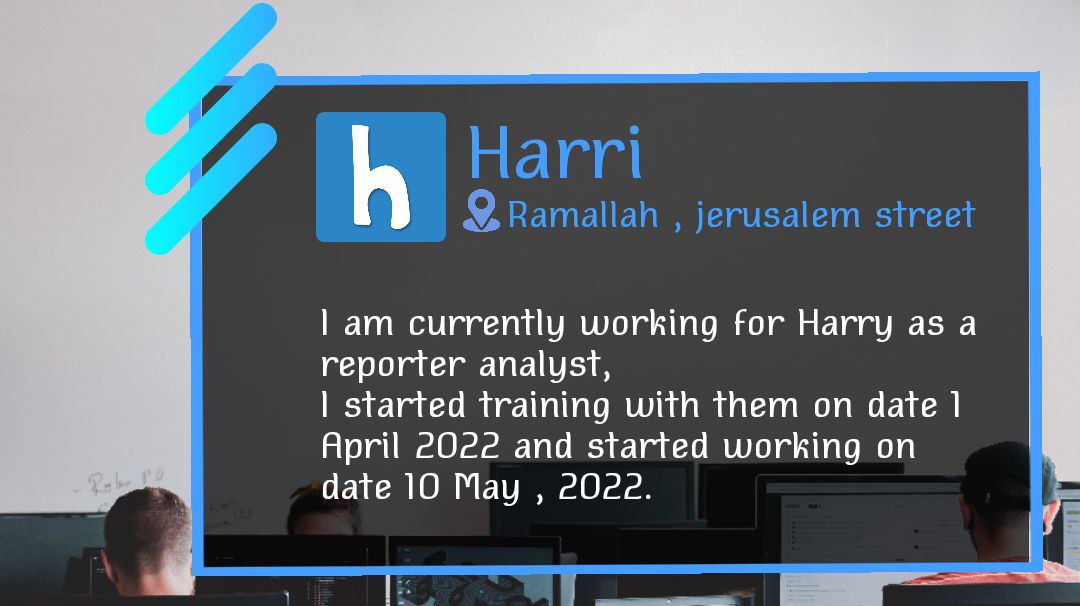 h
Harri
Ramallah , jerusalem street
I am currently working for Harry as a
reporter analyst,
I started training with them on date 1
April 2022 and started working on
date 10 May , 2022.